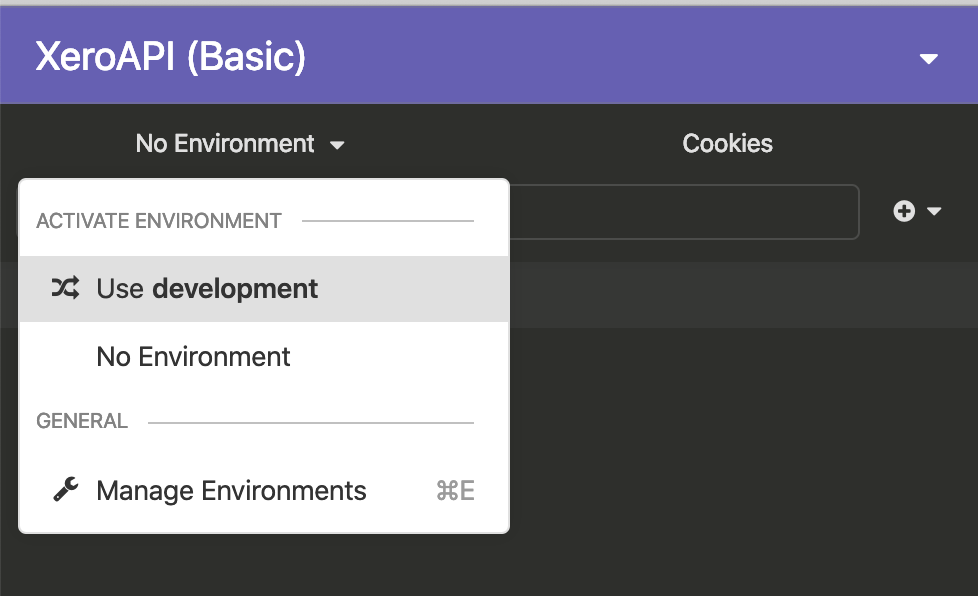 XeroAPI (Basic)
No Environment
Cookies
ACTIVATE ENVIRONMENT
Use development
No Environment
GENERAL
Manage Environments ⌘E